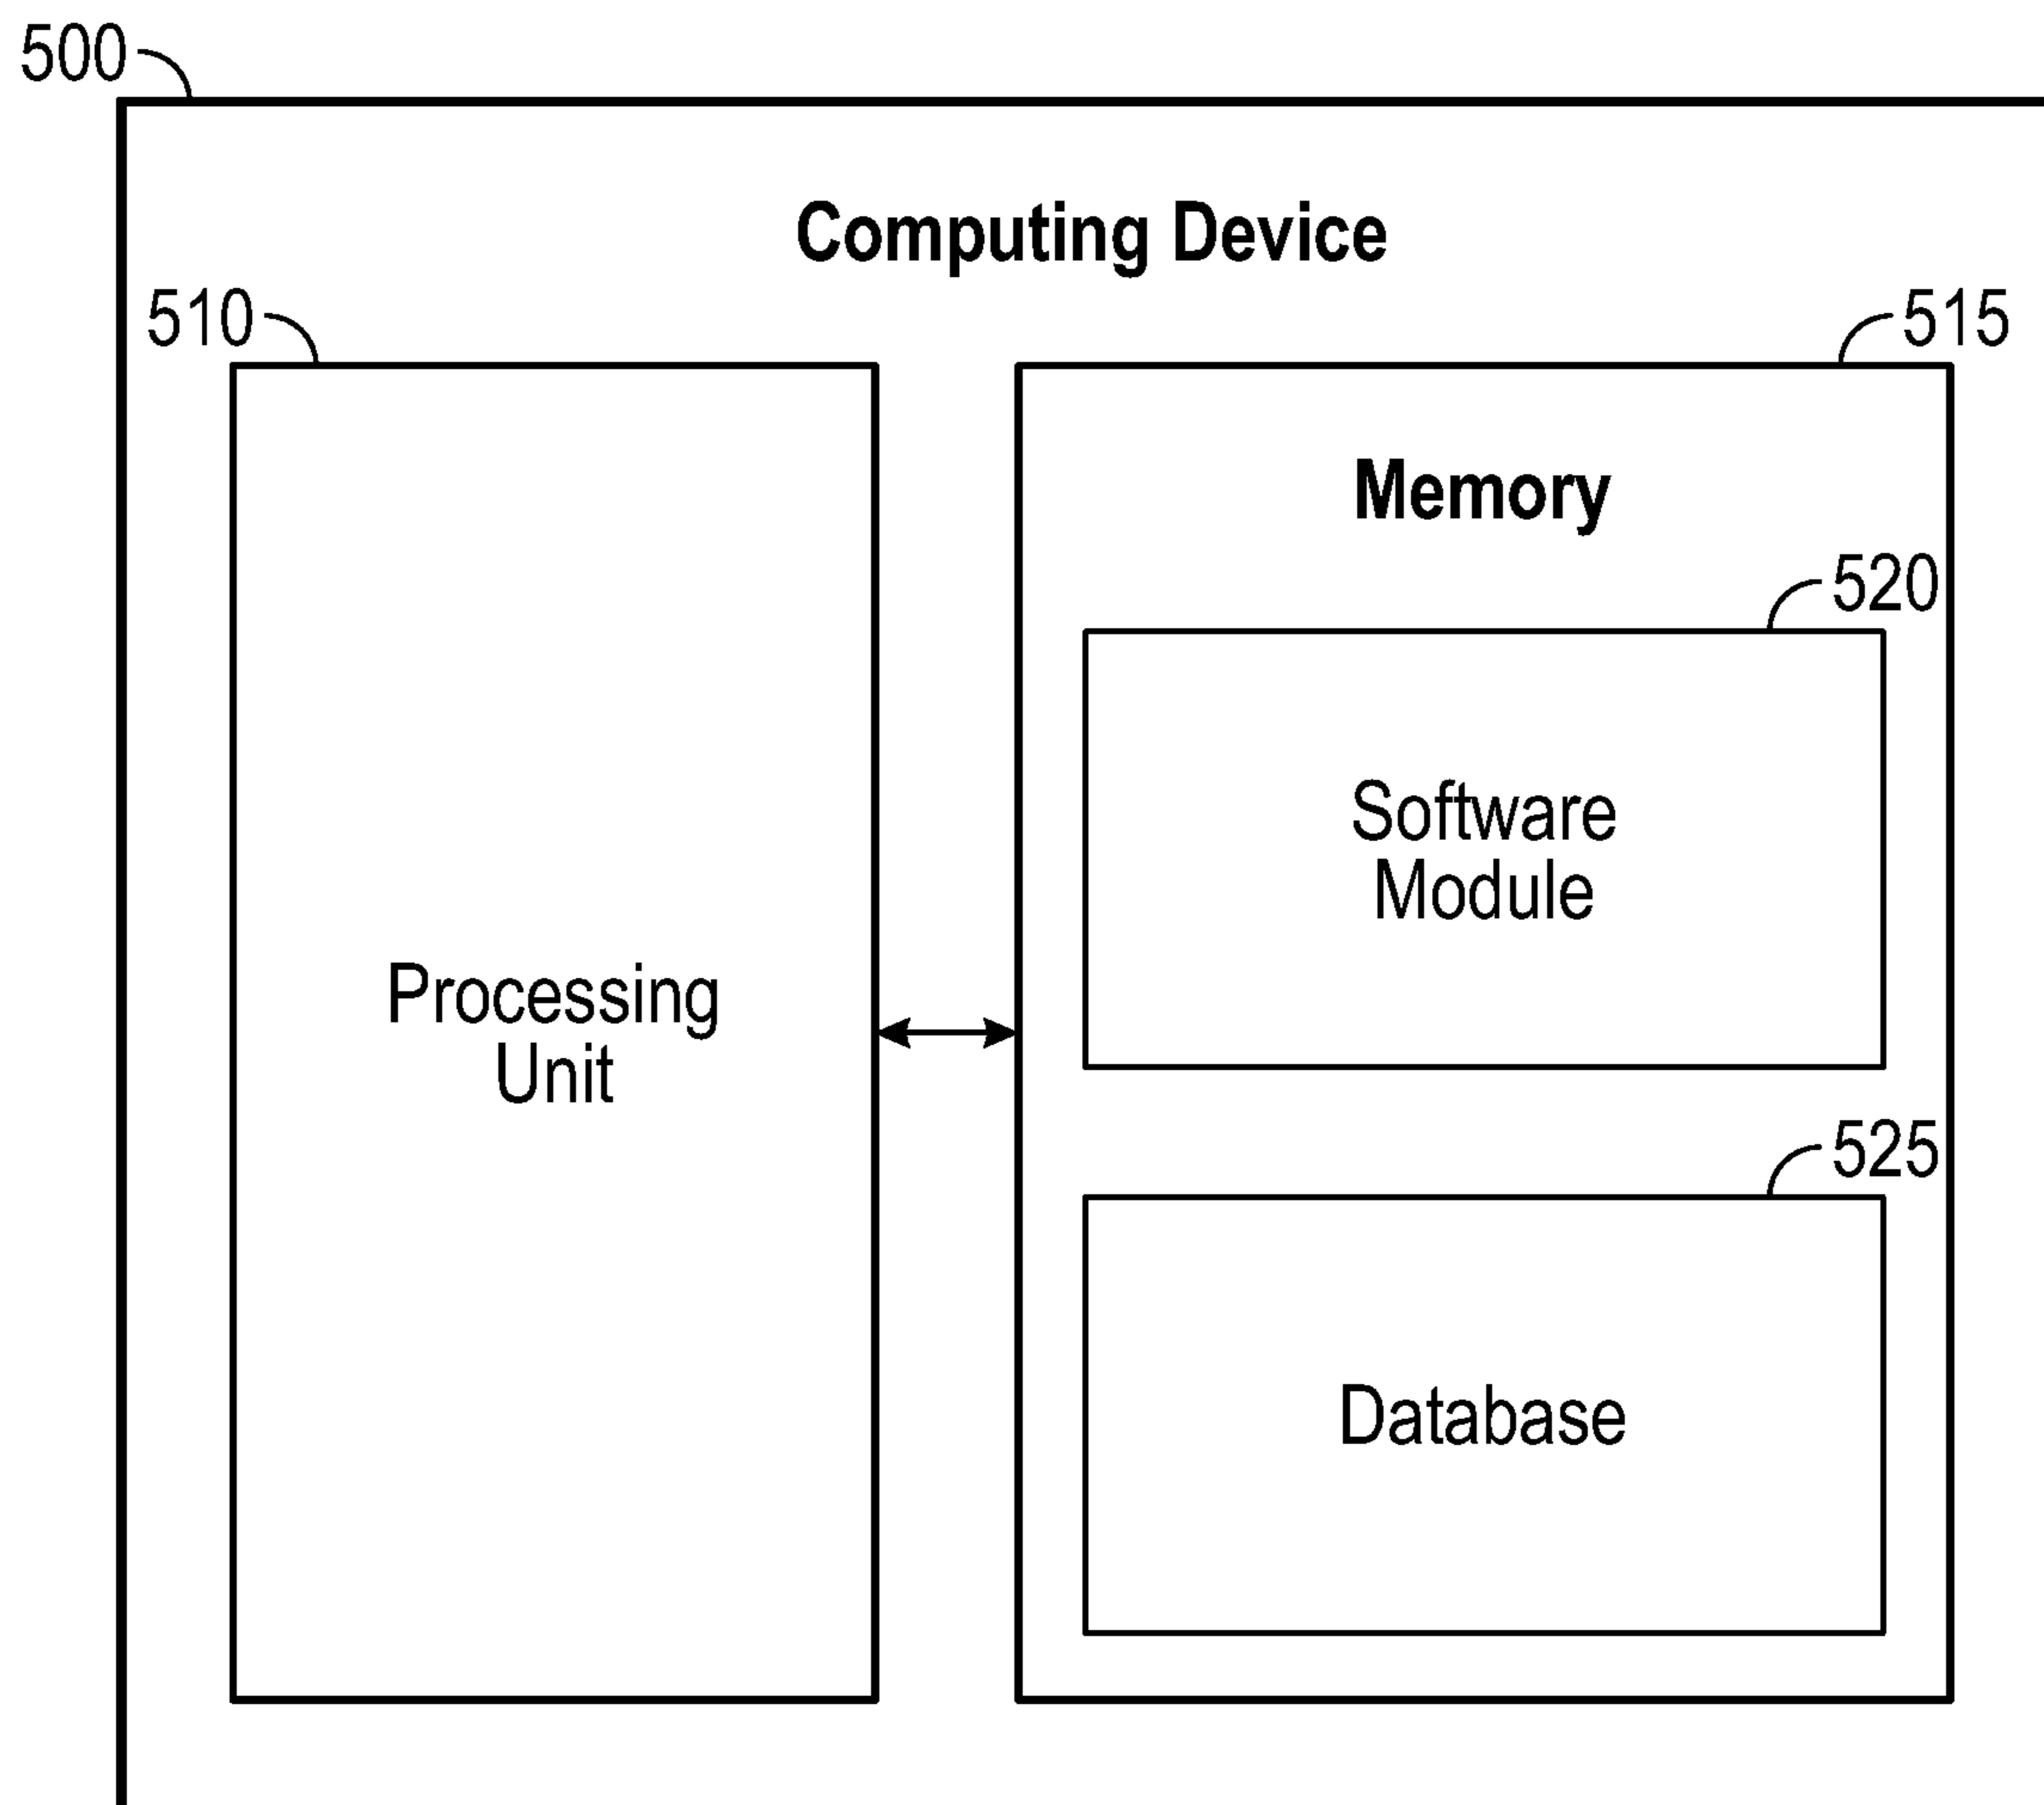 500
Computing Device
510
515
Memory
520
Software
Module
Processing
Unit
525
Database